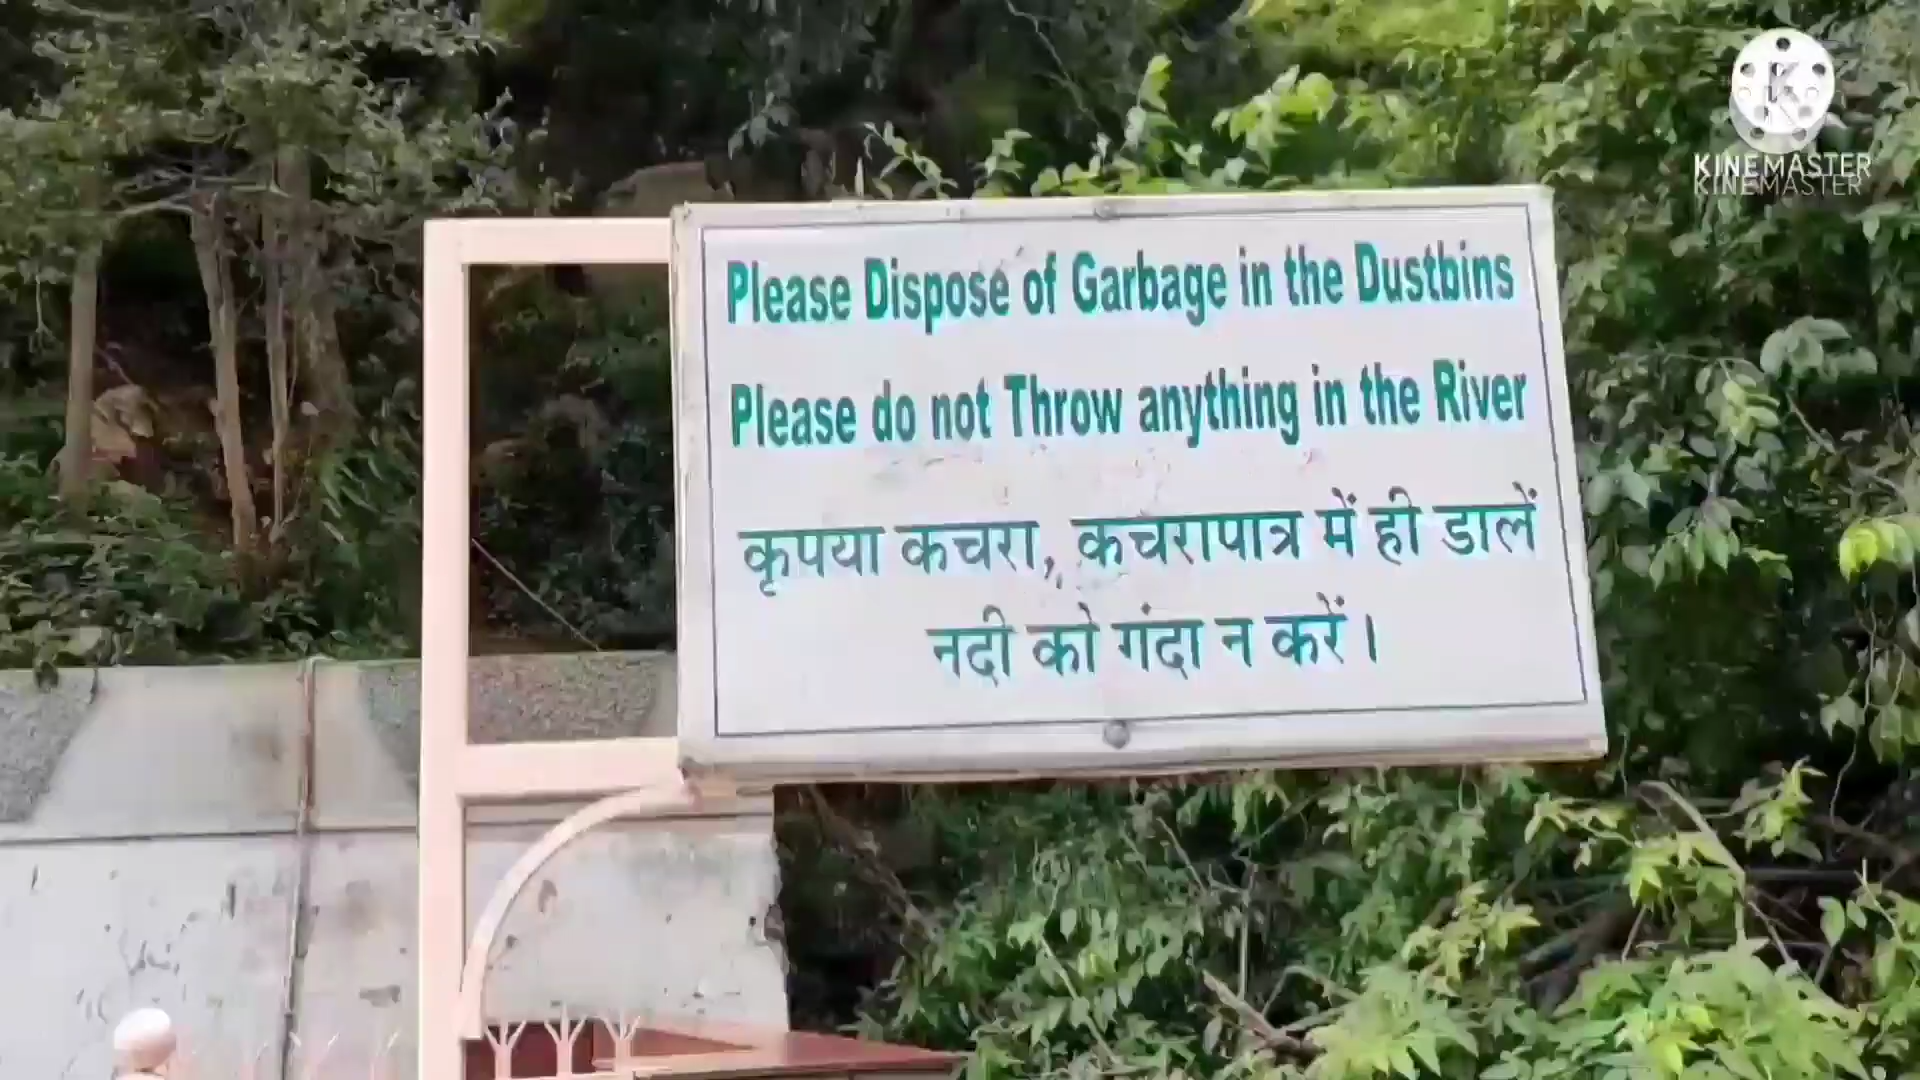 KINEMASTER
Please Dispose of Garbage in the Dustbins
Please do not Throw anything in the River
कृपया कचरा, कचरापात्र में ही डालें
नदी को गंदा न करें।